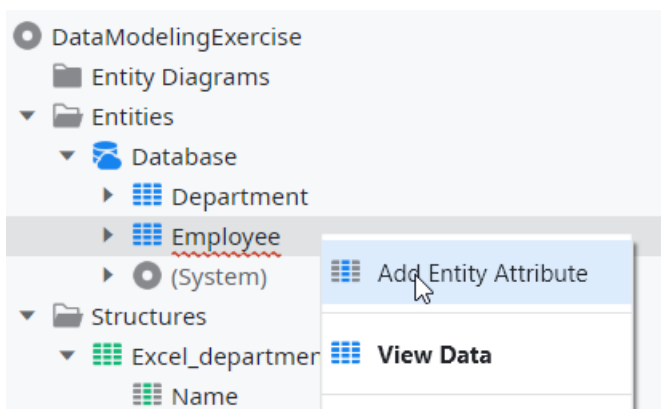 DataModelingExercise
Entity Diagrams
Entities
Database
Department
Employee
(System)
Add Entity Attribute
Structures
Excel_departmen
View Data
Name